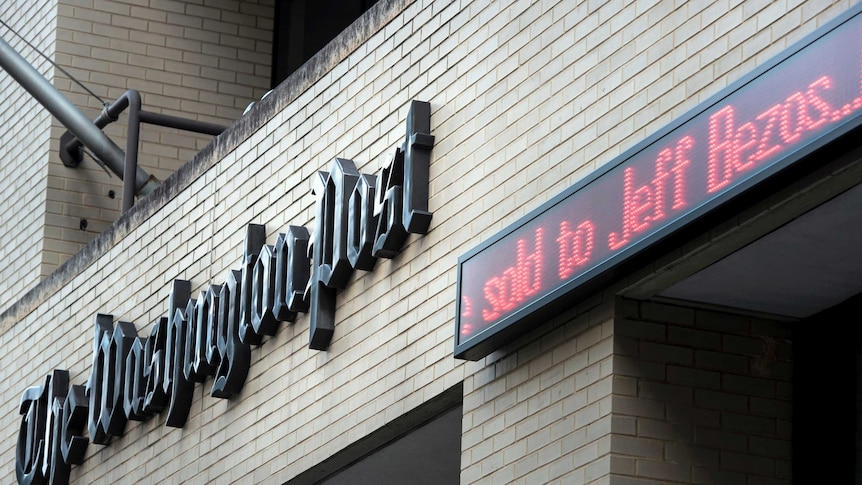 The Washington Post
sold to Jeff Bezos...